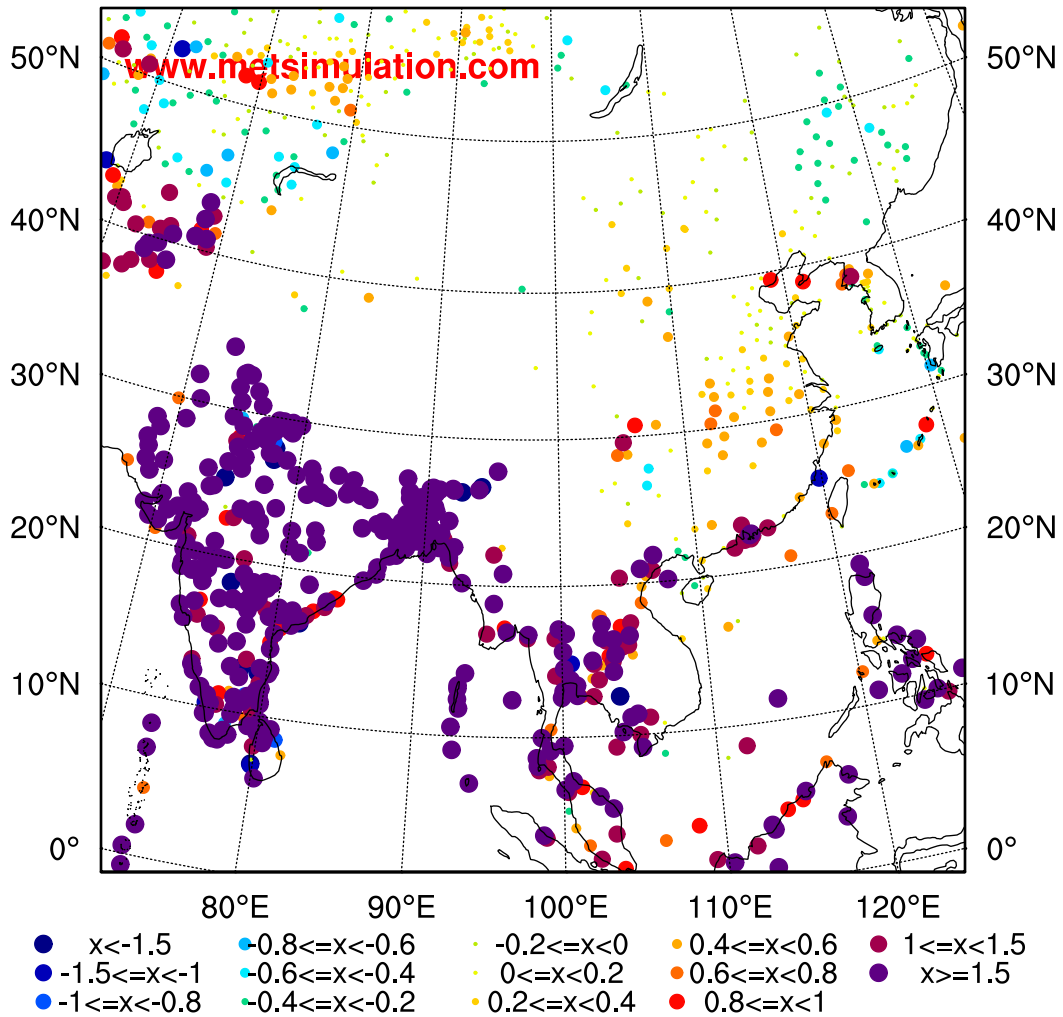 50°N 50°N
www.metsimulation.com
40°N 40°N
30°N 30°N
20°N 20°N
10°N 10°N
0° 0°
80°E 90°E 100°E 110°E 120°E
x<-1.5 -0.8<=x<-0.6 -0.2<=x<0 0.4<=x<0.6 1<=x<1.5
-1.5<=x<-1 -0.6<=x<-0.4 0<=x<0.2 0.6<=x<0.8 x>=1.5
-1<=x<-0.8 -0.4<=x<-0.2 0.2<=x<0.4 0.8<=x<1